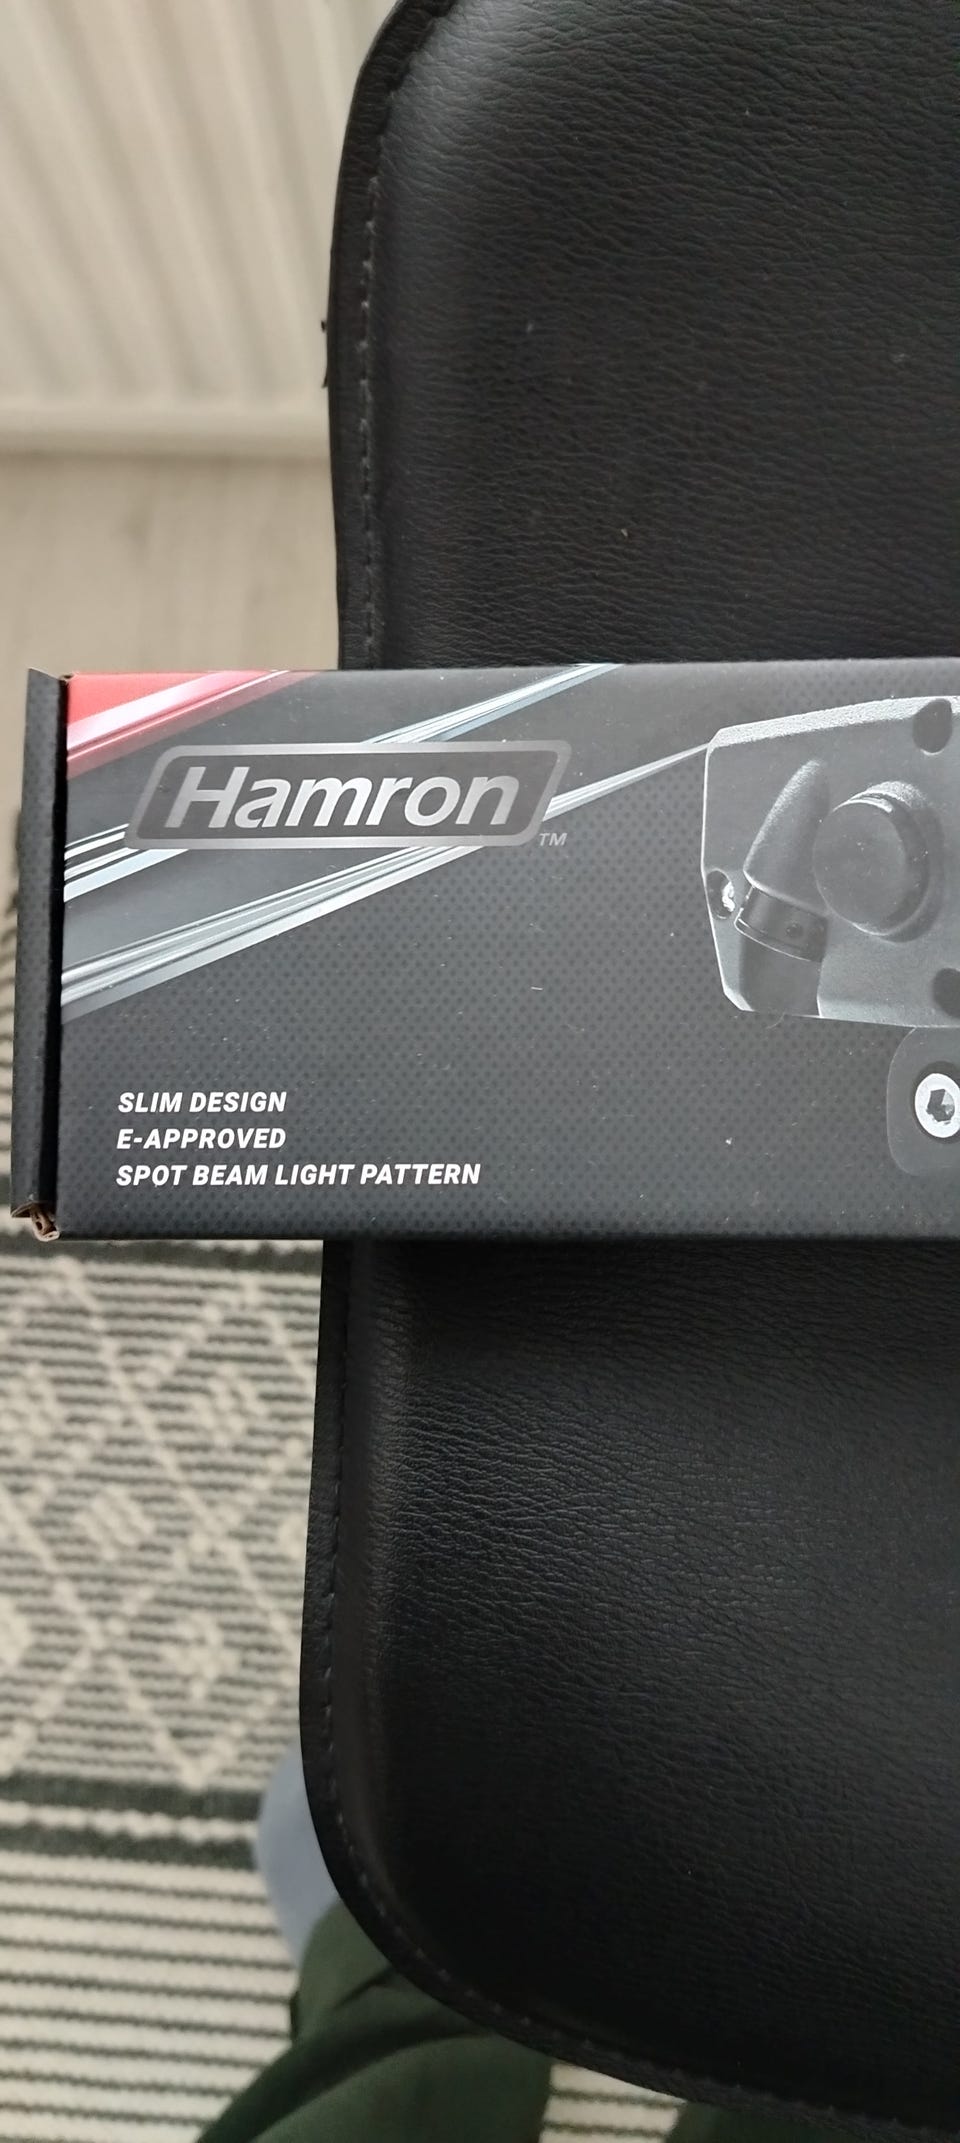 Hamron
TM
SLIM DESIGN
E-APPROVED
SPOT BEAM LIGHT PATTERN